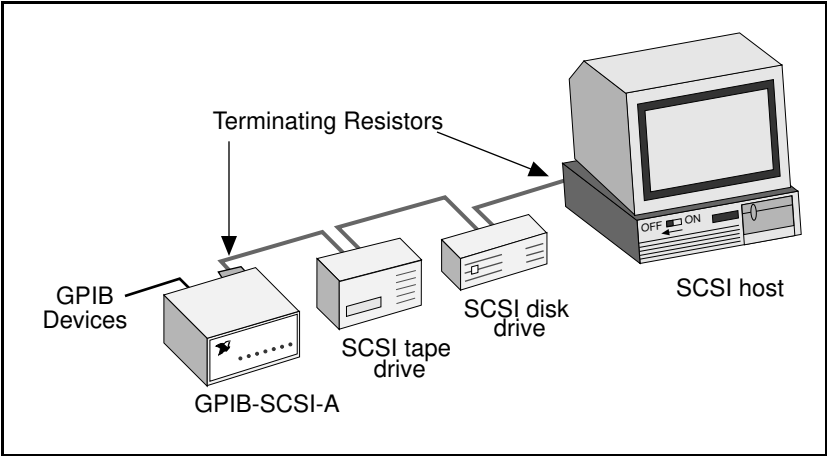 Terminating Resistors
OFF ON
GPIB
Devices
SCSI host
SCSI disk
drive
SCSI tape
drive
GPIB-SCSI-A